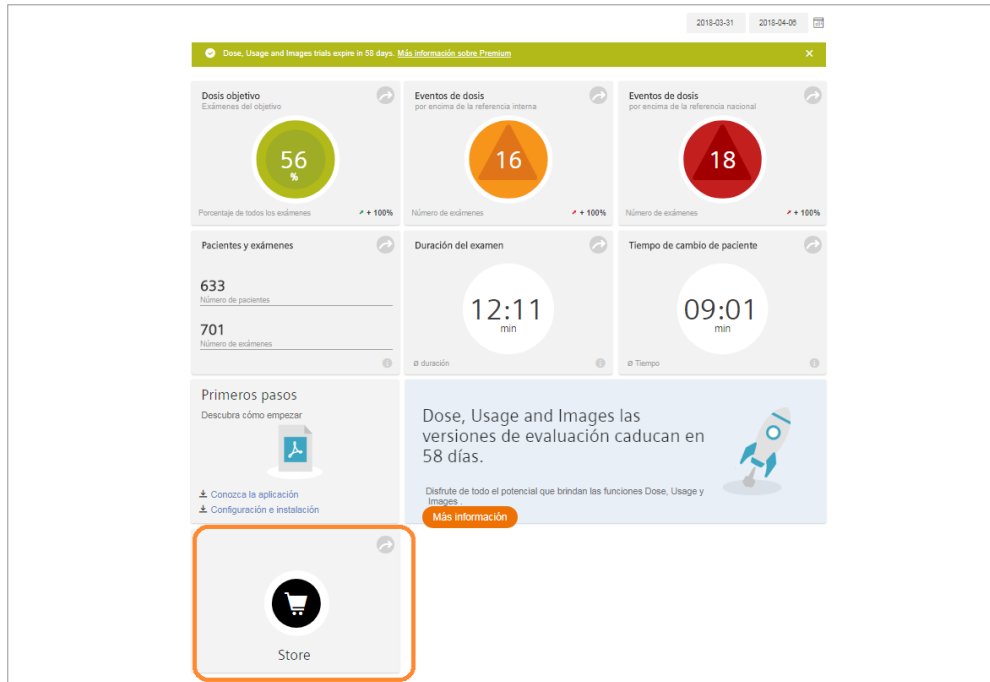 2018-03-31 2018-04-06
Dose, Usage and Images trials expire in 58 days. Más información sobre Premium
Dosis objetivo
Exámenes del objetivo
56
%
Porcentaje de todos los exámenes + 100%
Eventos de dosis
por encima de la referencia interna
16
Número de exámenes + 100%
Eventos de dosis
por encima de la referencia nacional
18
Número de exámenes + 100%
Pacientes y exámenes
633
Número de pacientes
701
Número de exámenes
Duración del examen
12:11
min
ø duración
Tiempo de cambio de paciente
09:01
min
ø Tiempo
Primeros pasos
Descubra cómo empezar
Conozca la aplicación
Configuración e instalación
Dose, Usage and Images las
versiones de evaluación caducan en
58 días.
Disfrute de todo el potencial que brindan las funciones Dose, Usage y
Images .
Más información
Store